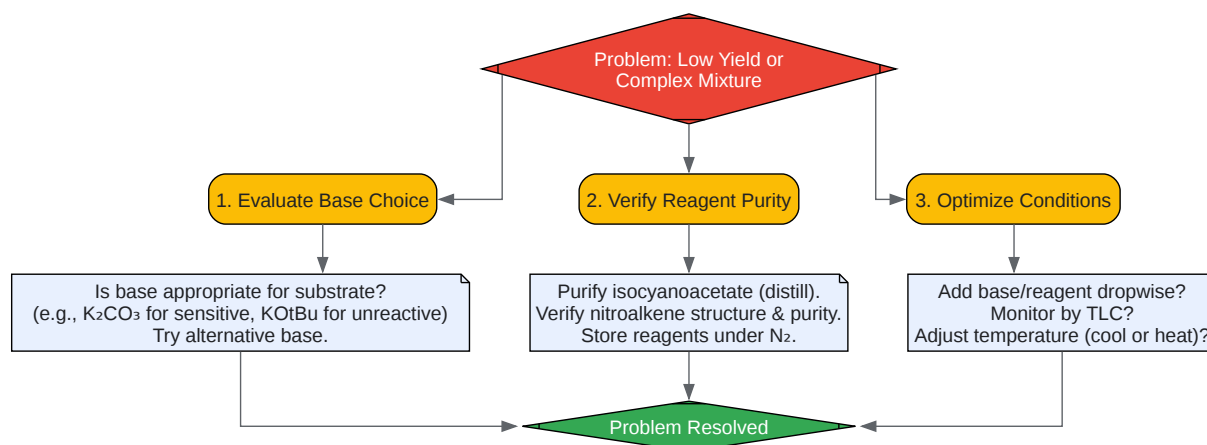 Problem: Low Yield or
Complex Mixture
1. Evaluate Base Choice
2. Verify Reagent Purity
3. Optimize Conditions
Is base appropriate for substrate?
(e.g., K₂CO₃ for sensitive, KOtBu for unreactive)
Try alternative base.
Purify isocyanoacetate (distill).
Verify nitroalkene structure & purity.
Store reagents under N₂.
Add base/reagent dropwise?
Monitor by TLC?
Adjust temperature (cool or heat)?
Problem Resolved